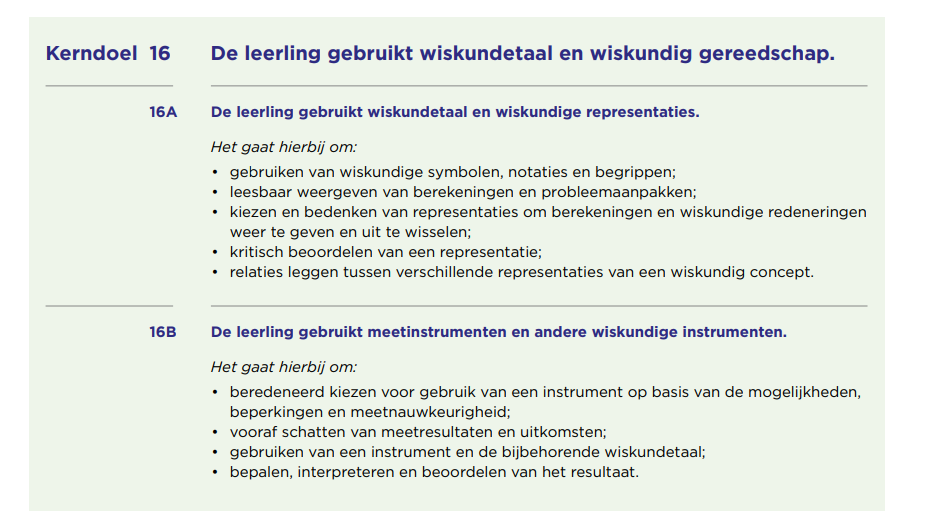 Kerndoel 16 De leerling gebruikt wiskundetaal en wiskundig gereedschap.
16A De leerling gebruikt wiskundetaal en wiskundige representaties.
Het gaat hierbij om:
• gebruiken van wiskundige symbolen, notaties en begrippen;
• leesbaar weergeven van berekeningen en probleemaanpakken;
• kiezen en bedenken van representaties om berekeningen en wiskundige redeneringen
weer te geven en uit te wisselen;
• kritisch beoordelen van een representatie;
• relaties leggen tussen verschillende representaties van een wiskundig concept.
16B De leerling gebruikt meetinstrumenten en andere wiskundige instrumenten.
Het gaat hierbij om:
• beredeneerd kiezen voor gebruik van een instrument op basis van de mogelijkheden,
beperkingen en meetnauwkeurigheid;
• vooraf schatten van meetresultaten en uitkomsten;
• gebruiken van een instrument en de bijbehorende wiskundetaal;
• bepalen, interpreteren en beoordelen van het resultaat.